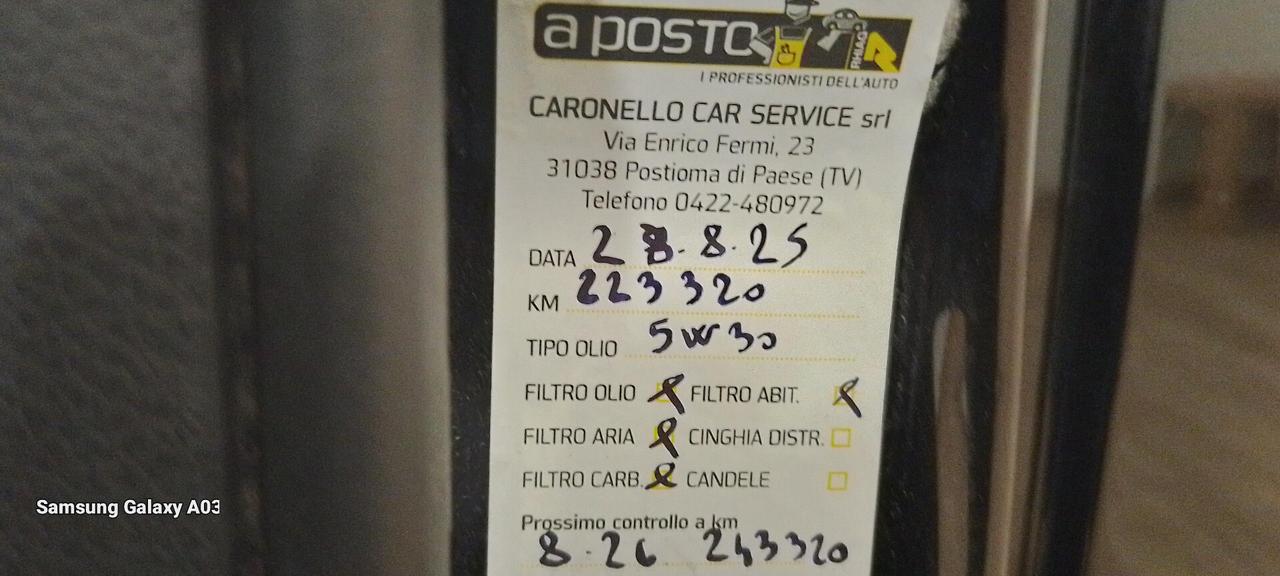 a POSTO
RHIAG
I PROFESSIONISTI DELL'AUTO
CARONELLO CAR SERVICE srl
Via Enrico Fermi, 23
31038 Postioma di Paese (TV)
Telefono 0422-480972
DATA 28.8.25
KM 223320
TIPO OLIO 5W30
FILTRO OLIO FILTRO ABIT.
FILTRO ARIA CINGHIA DISTR.
FILTRO CARB. CANDELE
Prossimo controllo a km
8.26 243320
Samsung Galaxy A03